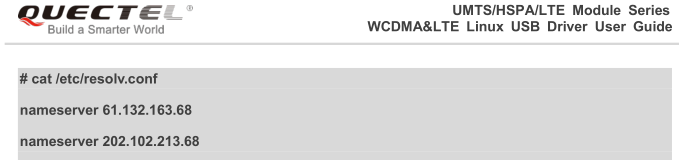 QUECTEL®
Build a Smarter World
UMTS/HSPA/LTE Module Series
WCDMA&LTE Linux USB Driver User Guide
# cat /etc/resolv.conf
nameserver 61.132.163.68
nameserver 202.102.213.68